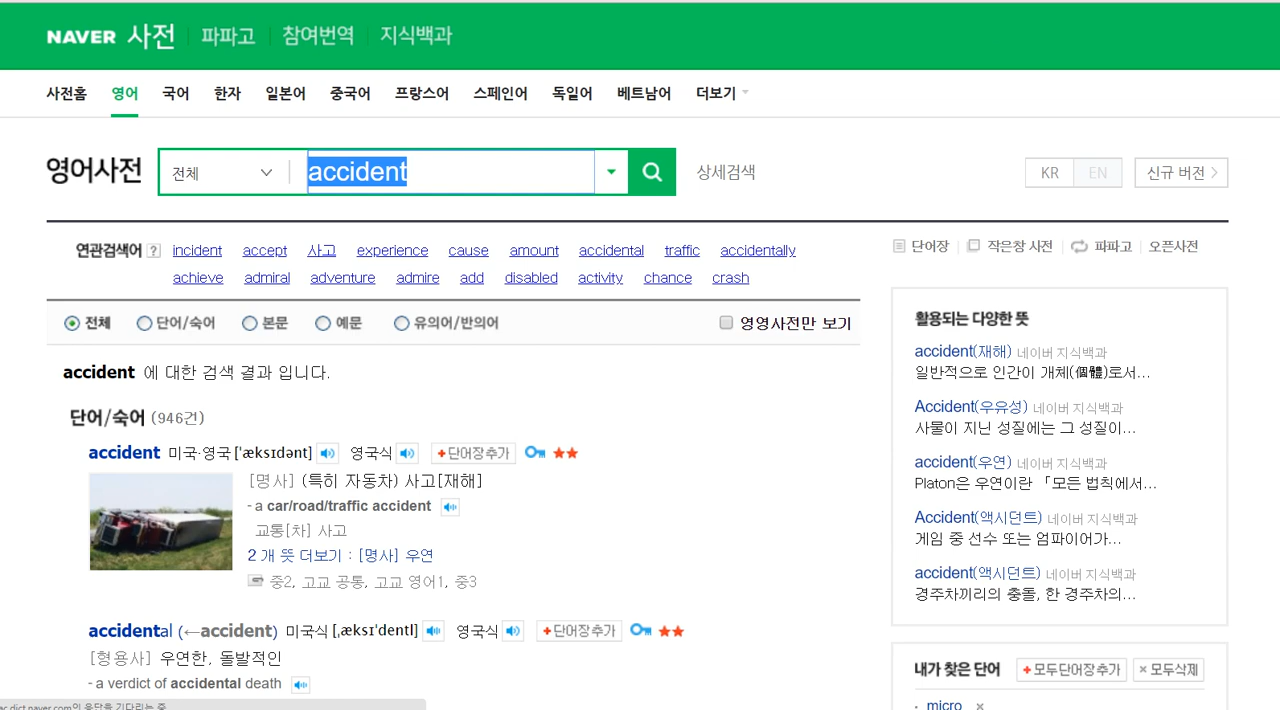 NAVER 사전 파파고 참여번역 지식백과
사전홈 영어 국어 한자 일본어 중국어 프랑스어 스페인어 독일어 베트남어 더보기
영어사전 전체 accident 상세검색 KR EN 신규 버전
연관검색어 ? incident accept 사고 experience cause amount accidental traffic accidentally
achieve admiral adventure admire add disabled activity chance crash
단어장 작은창 사전 파파고 오픈사전
전체 단어/숙어 본문 예문 유의어/반의어 영영사전만 보기
accident 에 대한 검색 결과 입니다.
단어/숙어 (946건)
accident 미국·영국 ['æksɪdənt] 영국식 +단어장추가
[명사] (특히 자동차) 사고[재해]
- a car/road/traffic accident
교통[차] 사고
2 개 뜻 더보기 : [명사] 우연
중2, 고교 공통, 고교 영어1, 중3
accidental (←accident) 미국식 [ˌæksɪ'dentl] 영국식 +단어장추가
[형용사] 우연한, 돌발적인
- a verdict of accidental death
활용되는 다양한 뜻
accident(재해) 네이버 지식백과
일반적으로 인간이 개체(個體)로서...
Accident(우유성) 네이버 지식백과
사물이 지닌 성질에는 그 성질이...
accident(우연) 네이버 지식백과
Platon은 우연이란 「모든 법칙에서...
Accident(액시던트) 네이버 지식백과
게임 중 선수 또는 엄파이어가...
accident(액시던트) 네이버 지식백과
경주차끼리의 충돌, 한 경주차의...
내가 찾은 단어 +모두단어장추가 ×모두삭제
· micro ×